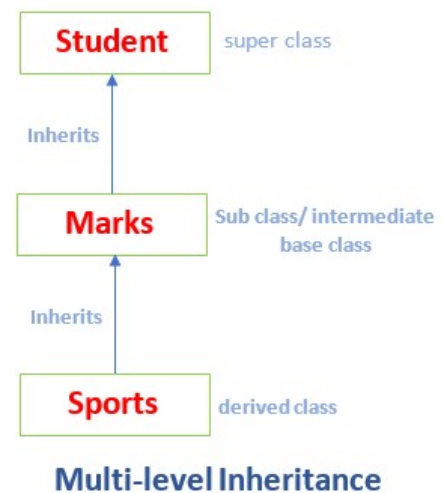 Student
super class
Inherits
Marks
Sub class/ intermediate
base class
Inherits
Sports
derived class
Multi-level Inheritance